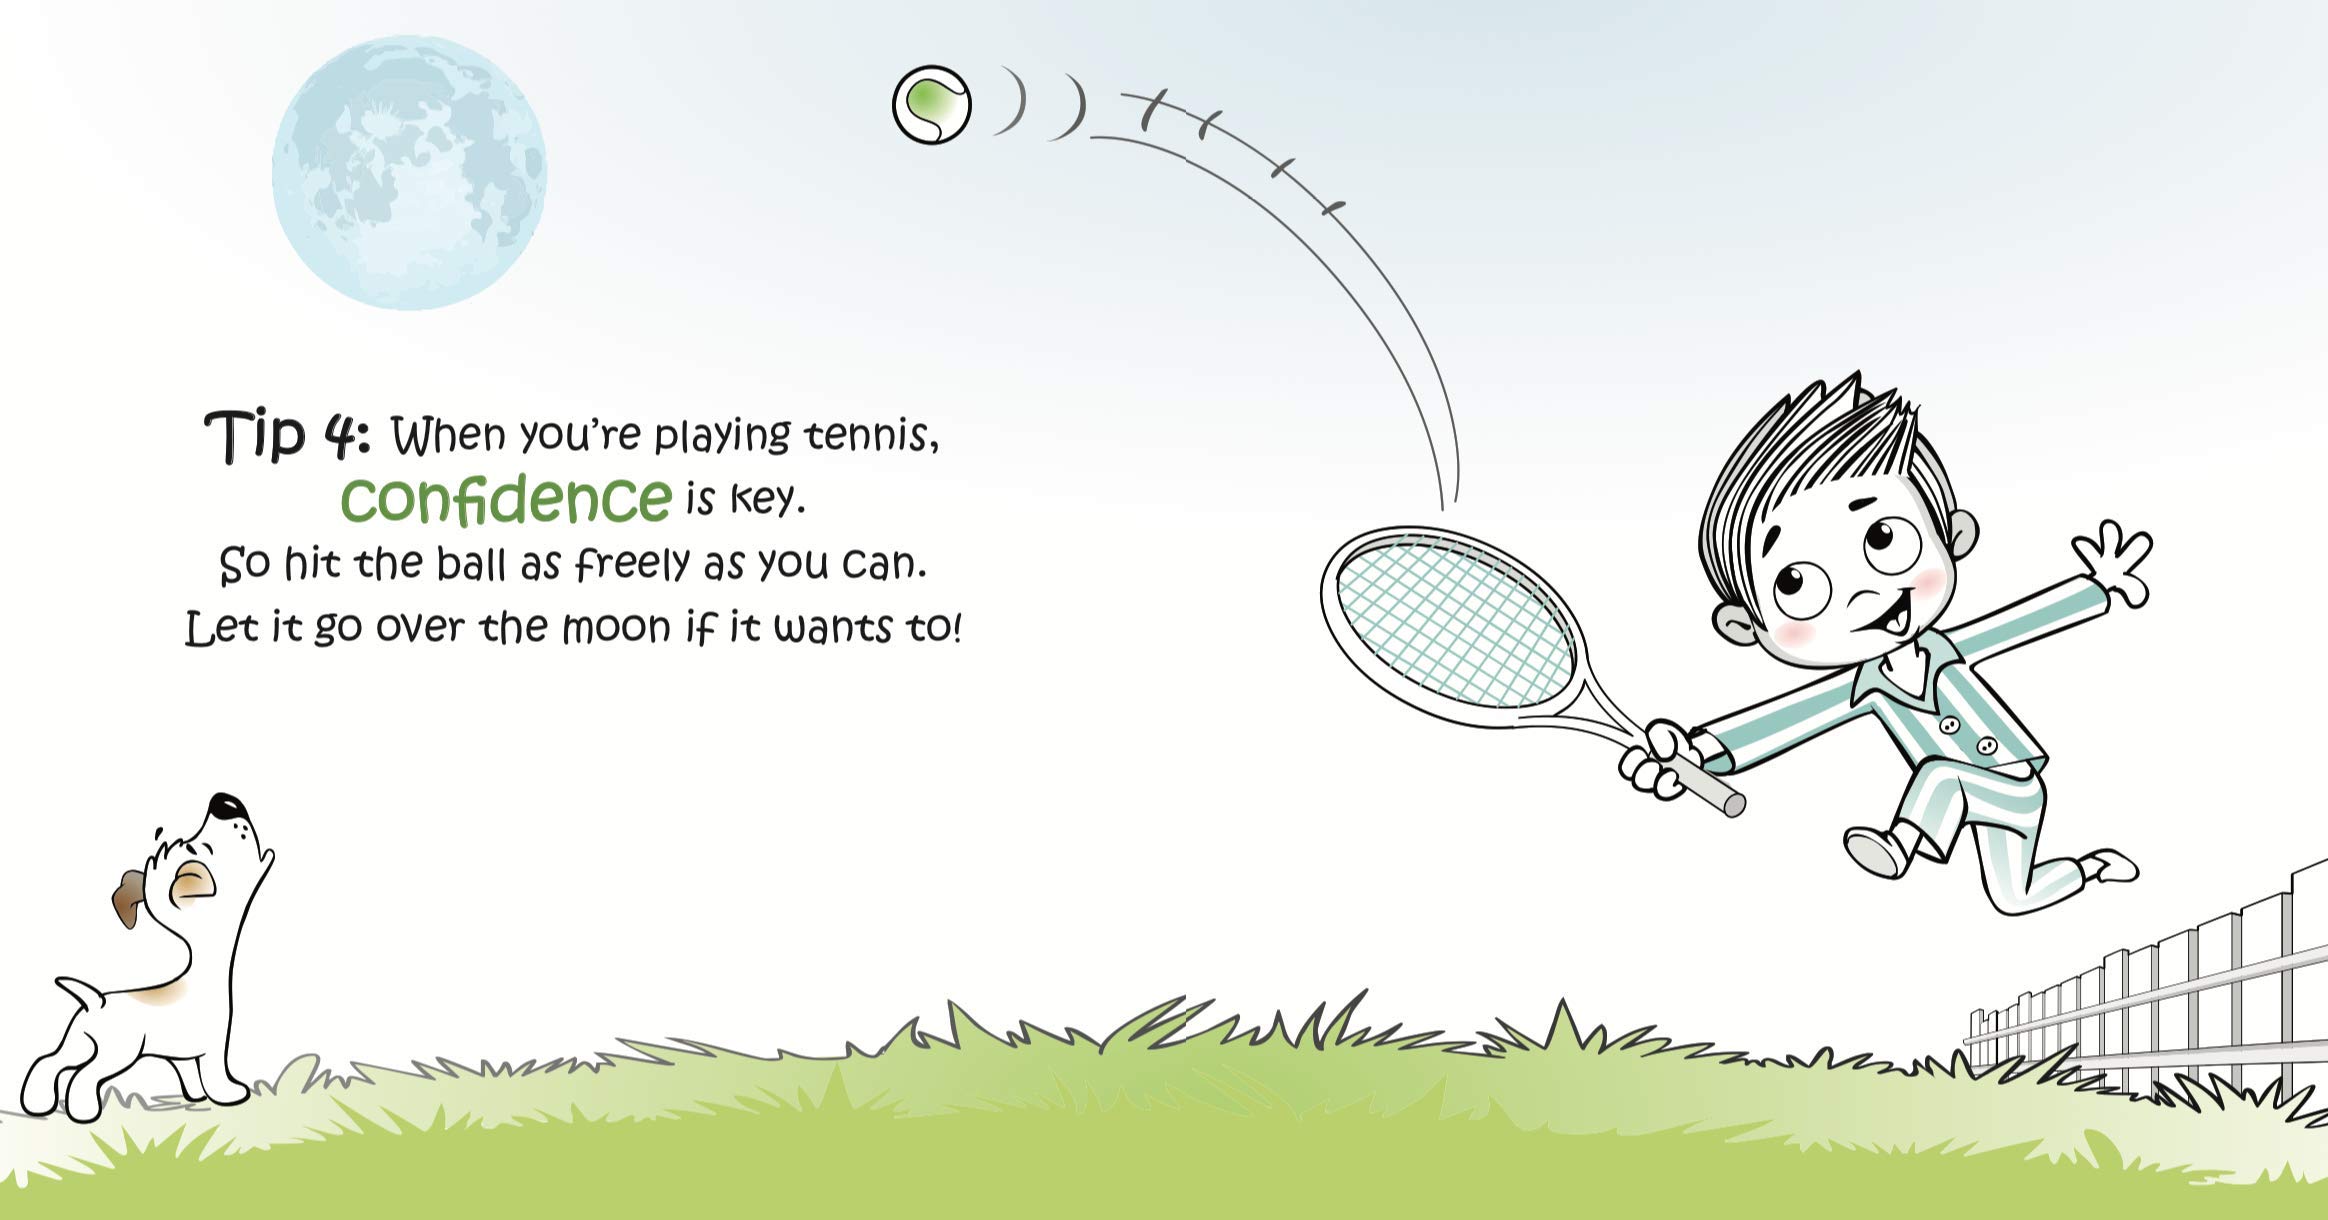 Tip 4: When you're playing tennis,
confidence is key.
So hit the ball as freely as you can.
Let it go over the moon if it wants to!